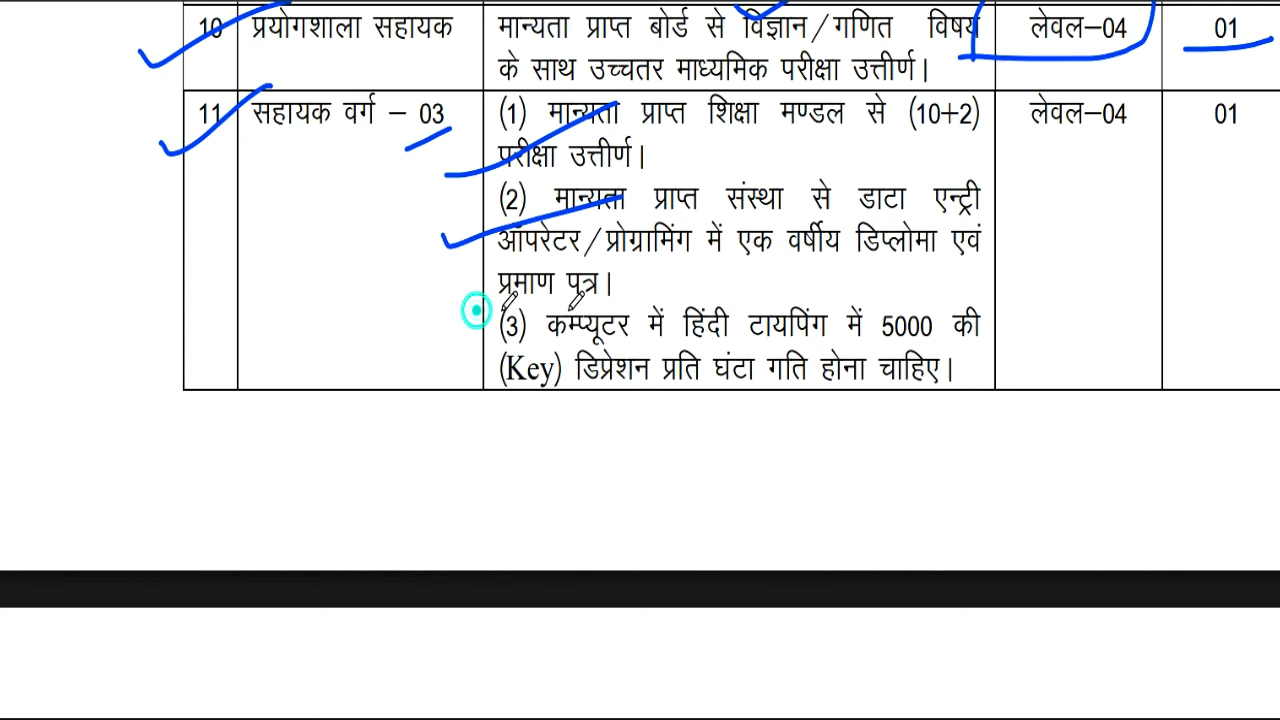 10 प्रयोगशाला सहायक मान्यता प्राप्त बोर्ड से विज्ञान/गणित विषय लेवल–04 01
के साथ उच्चतर माध्यमिक परीक्षा उत्तीर्ण।
11 सहायक वर्ग – 03 (1) मान्यता प्राप्त शिक्षा मण्डल से (10+2) लेवल–04 01
परीक्षा उत्तीर्ण।
(2) मान्यता प्राप्त संस्था से डाटा एन्ट्री
ऑपरेटर/प्रोग्रामिंग में एक वर्षीय डिप्लोमा एवं
प्रमाण पत्र।
(3) कम्प्यूटर में हिंदी टायपिंग में 5000 की
(Key) डिप्रेशन प्रति घंटा गति होना चाहिए।